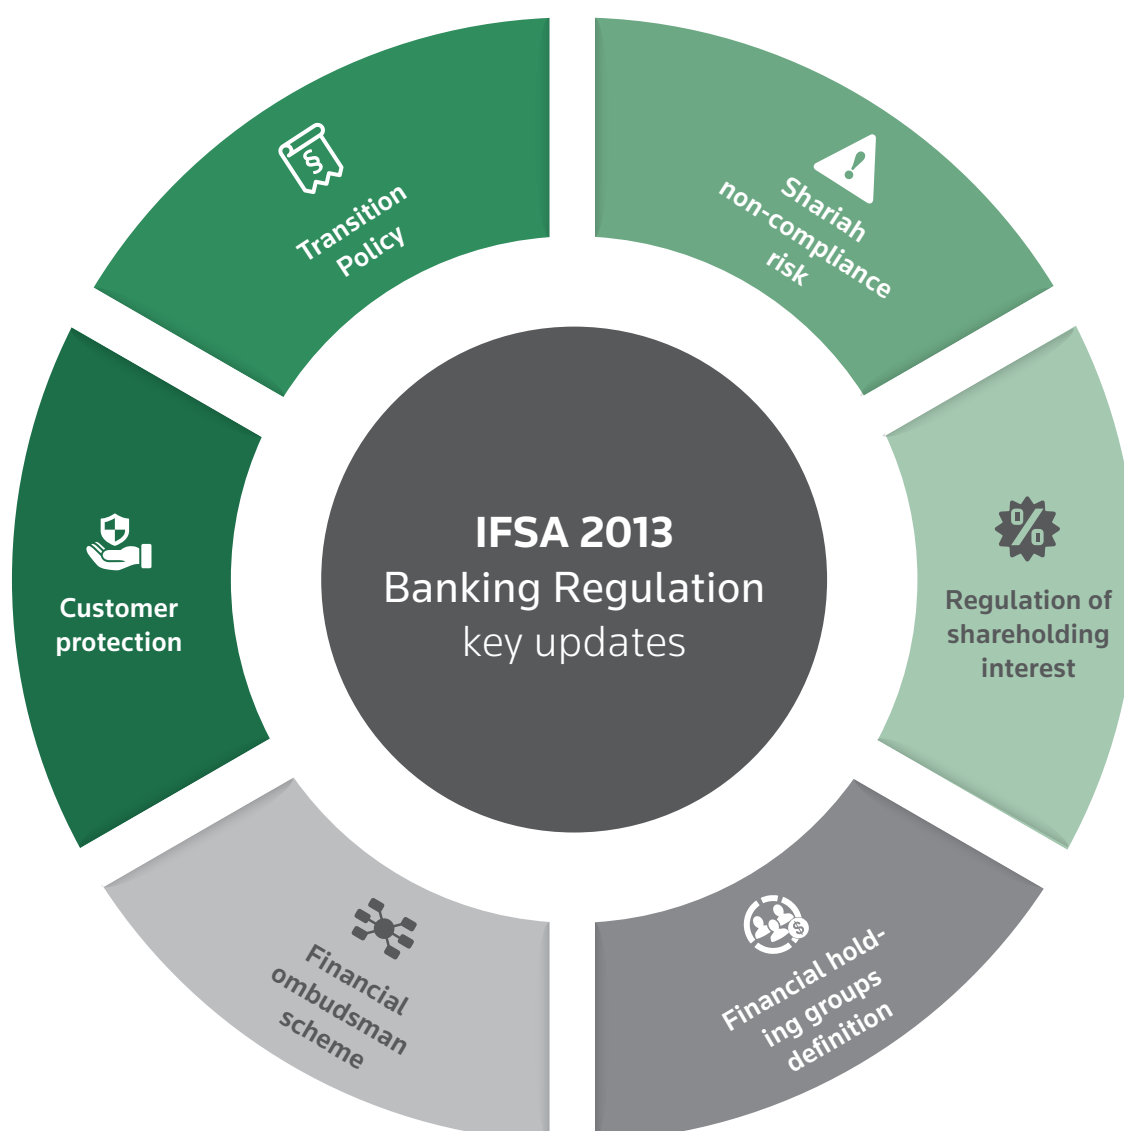 IFSA 2013
Banking Regulation
key updates
Transition
Policy
Shariah
non-compliance
risk
Regulation of
shareholding
interest
Financial hold-
ing groups
definition
Financial
ombudsman
scheme
Customer
protection
§
!
%
$